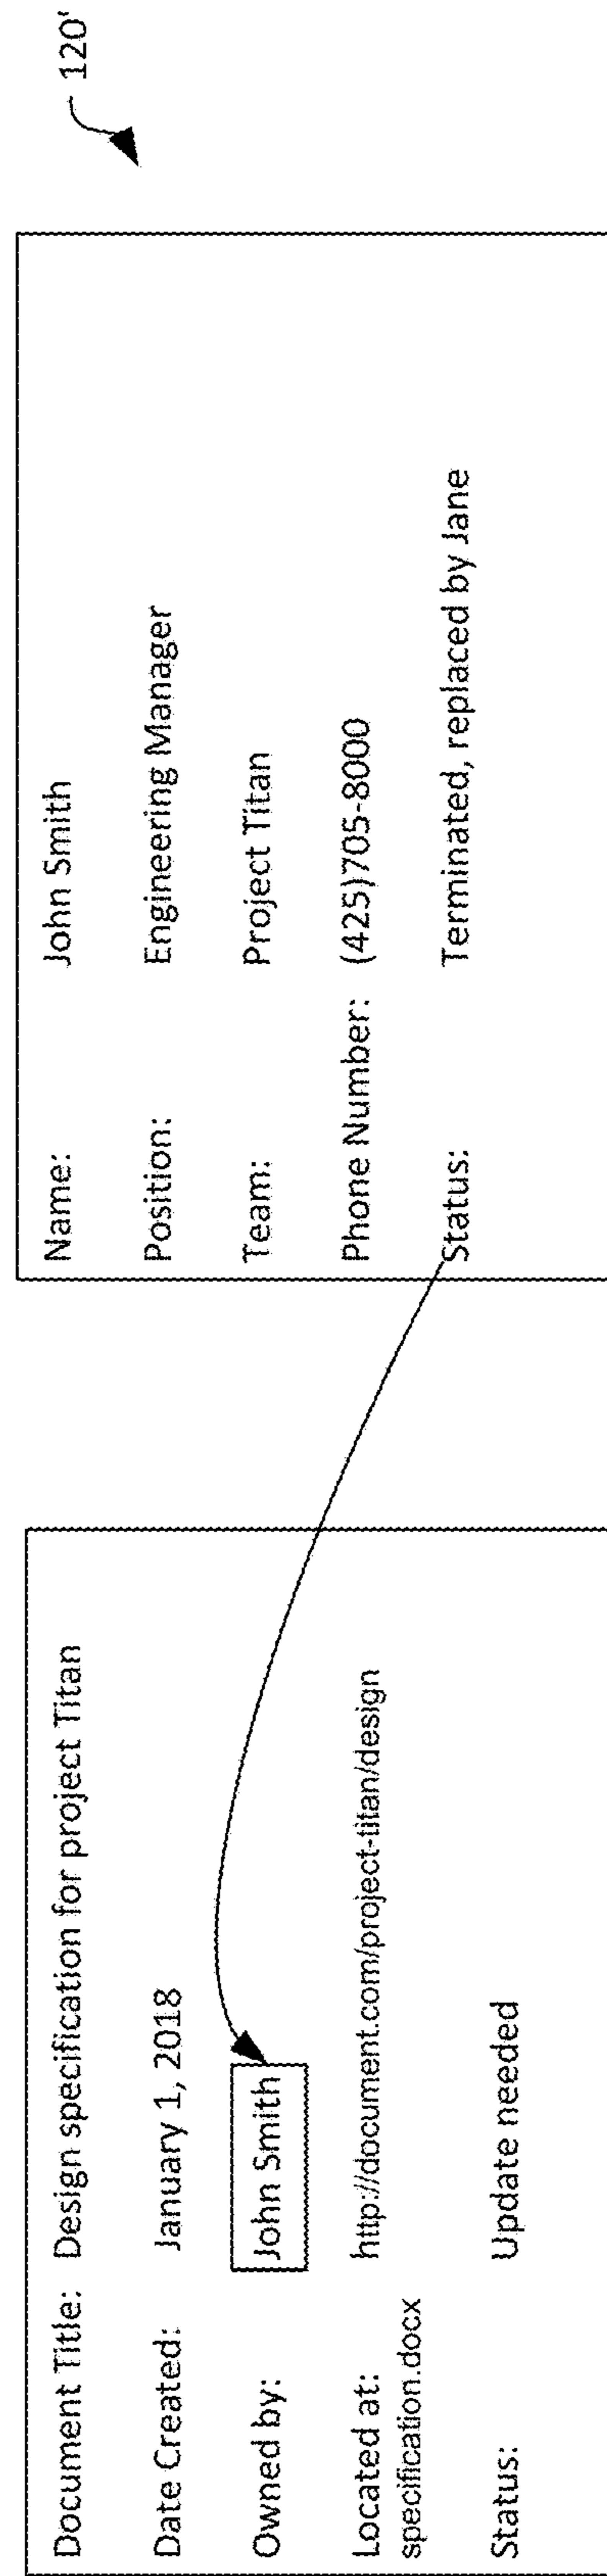 120'
Document Title: Design specification for project Titan
Date Created: January 1, 2018
Owned by: John Smith
Located at: http://document.com/project-titan/design
specification.docx
Status: Update needed
Name: John Smith
Position: Engineering Manager
Team: Project Titan
Phone Number: (425)705-8000
Status: Terminated, replaced by Jane